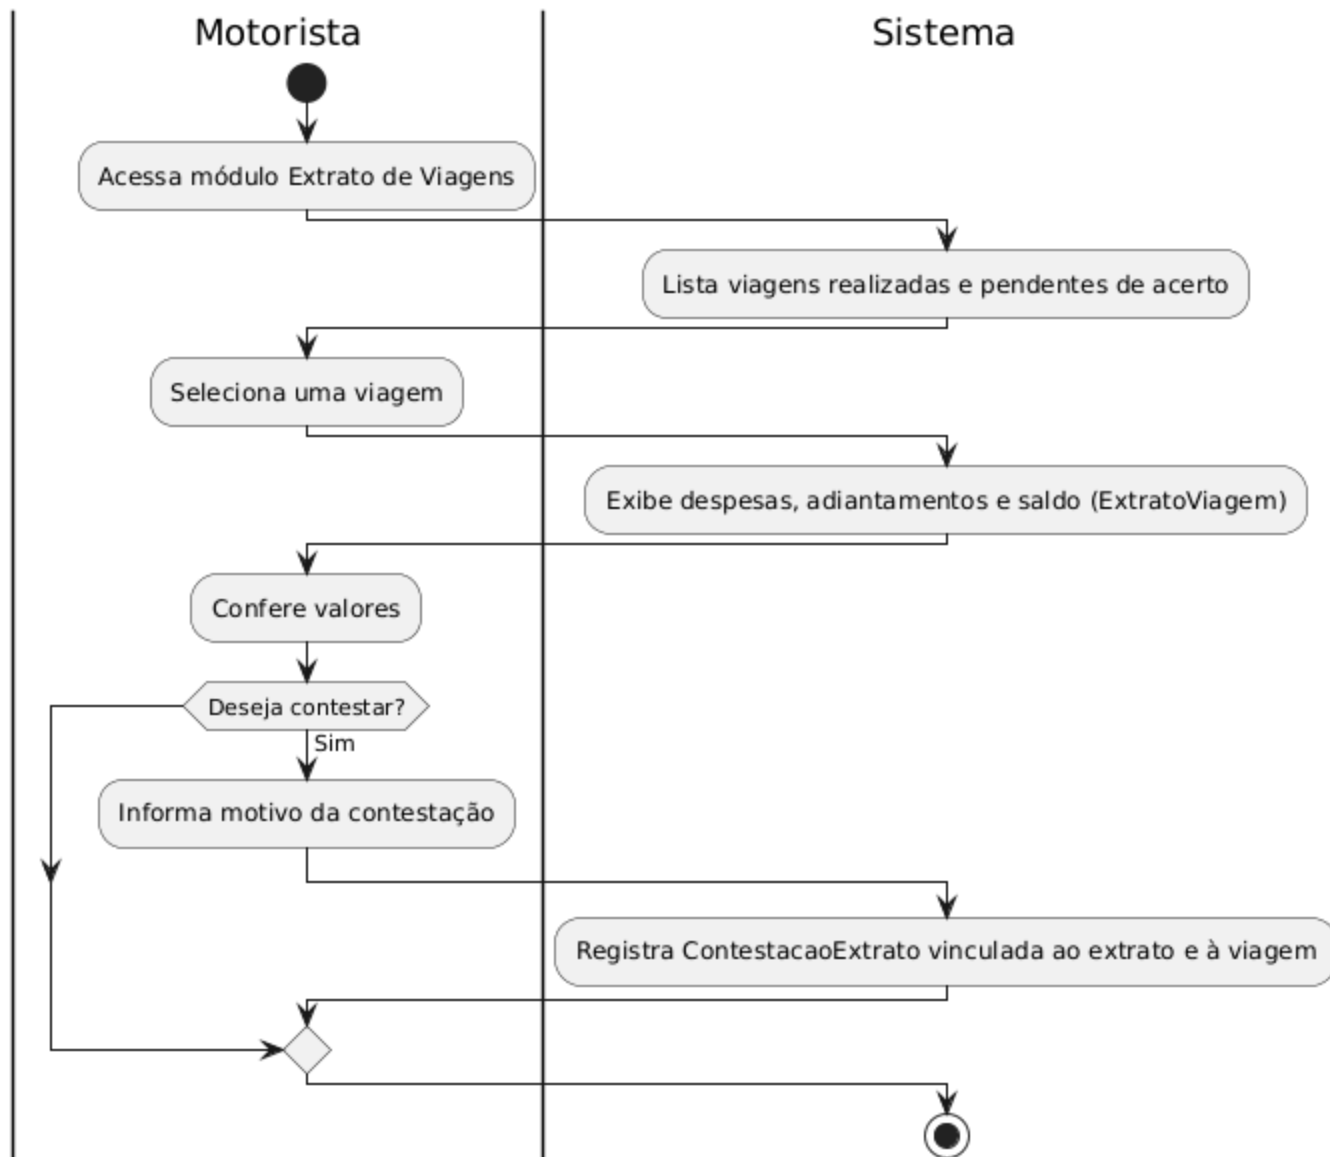 Motorista
Sistema
Acessa módulo Extrato de Viagens
Lista viagens realizadas e pendentes de acerto
Seleciona uma viagem
Exibe despesas, adiantamentos e saldo (ExtratoViagem)
Confere valores
Deseja contestar?
Sim
Informa motivo da contestação
Registra ContestacaoExtrato vinculada ao extrato e à viagem